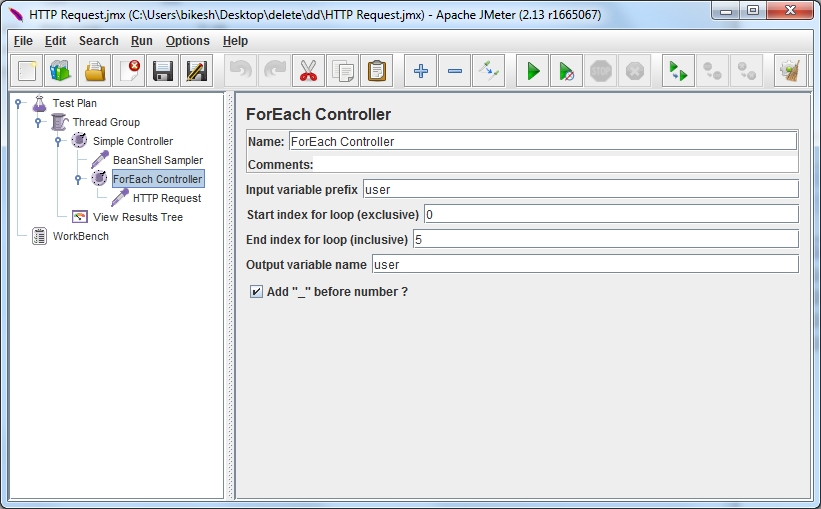 HTTP Request.jmx (C:\Users\bikesh\Desktop\delete\dd\HTTP Request.jmx) - Apache JMeter (2.13 r1665067)
File Edit Search Run Options Help
STOP
Test Plan
Thread Group
Simple Controller
BeanShell Sampler
ForEach Controller
HTTP Request
View Results Tree
WorkBench
ForEach Controller
Name: ForEach Controller
Comments:
Input variable prefix user
Start index for loop (exclusive) 0
End index for loop (inclusive) 5
Output variable name user
Add "_" before number ?